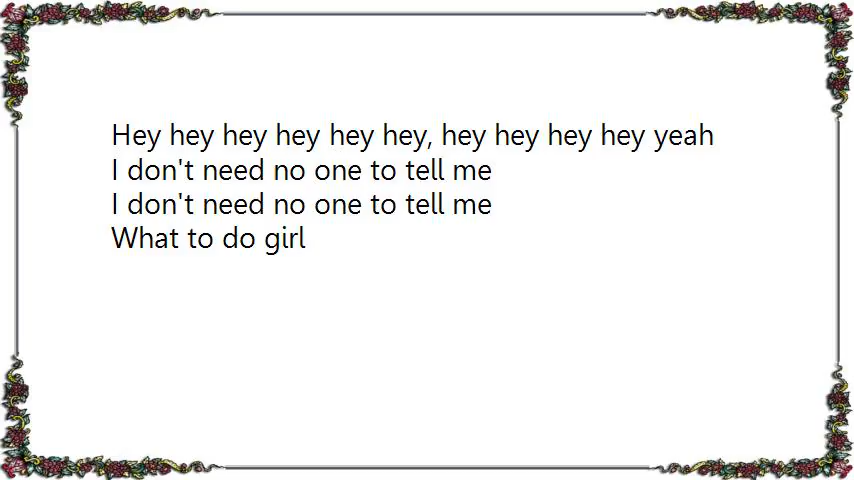 Hey hey hey hey hey hey, hey hey hey hey yeah
I don't need no one to tell me
I don't need no one to tell me
What to do girl